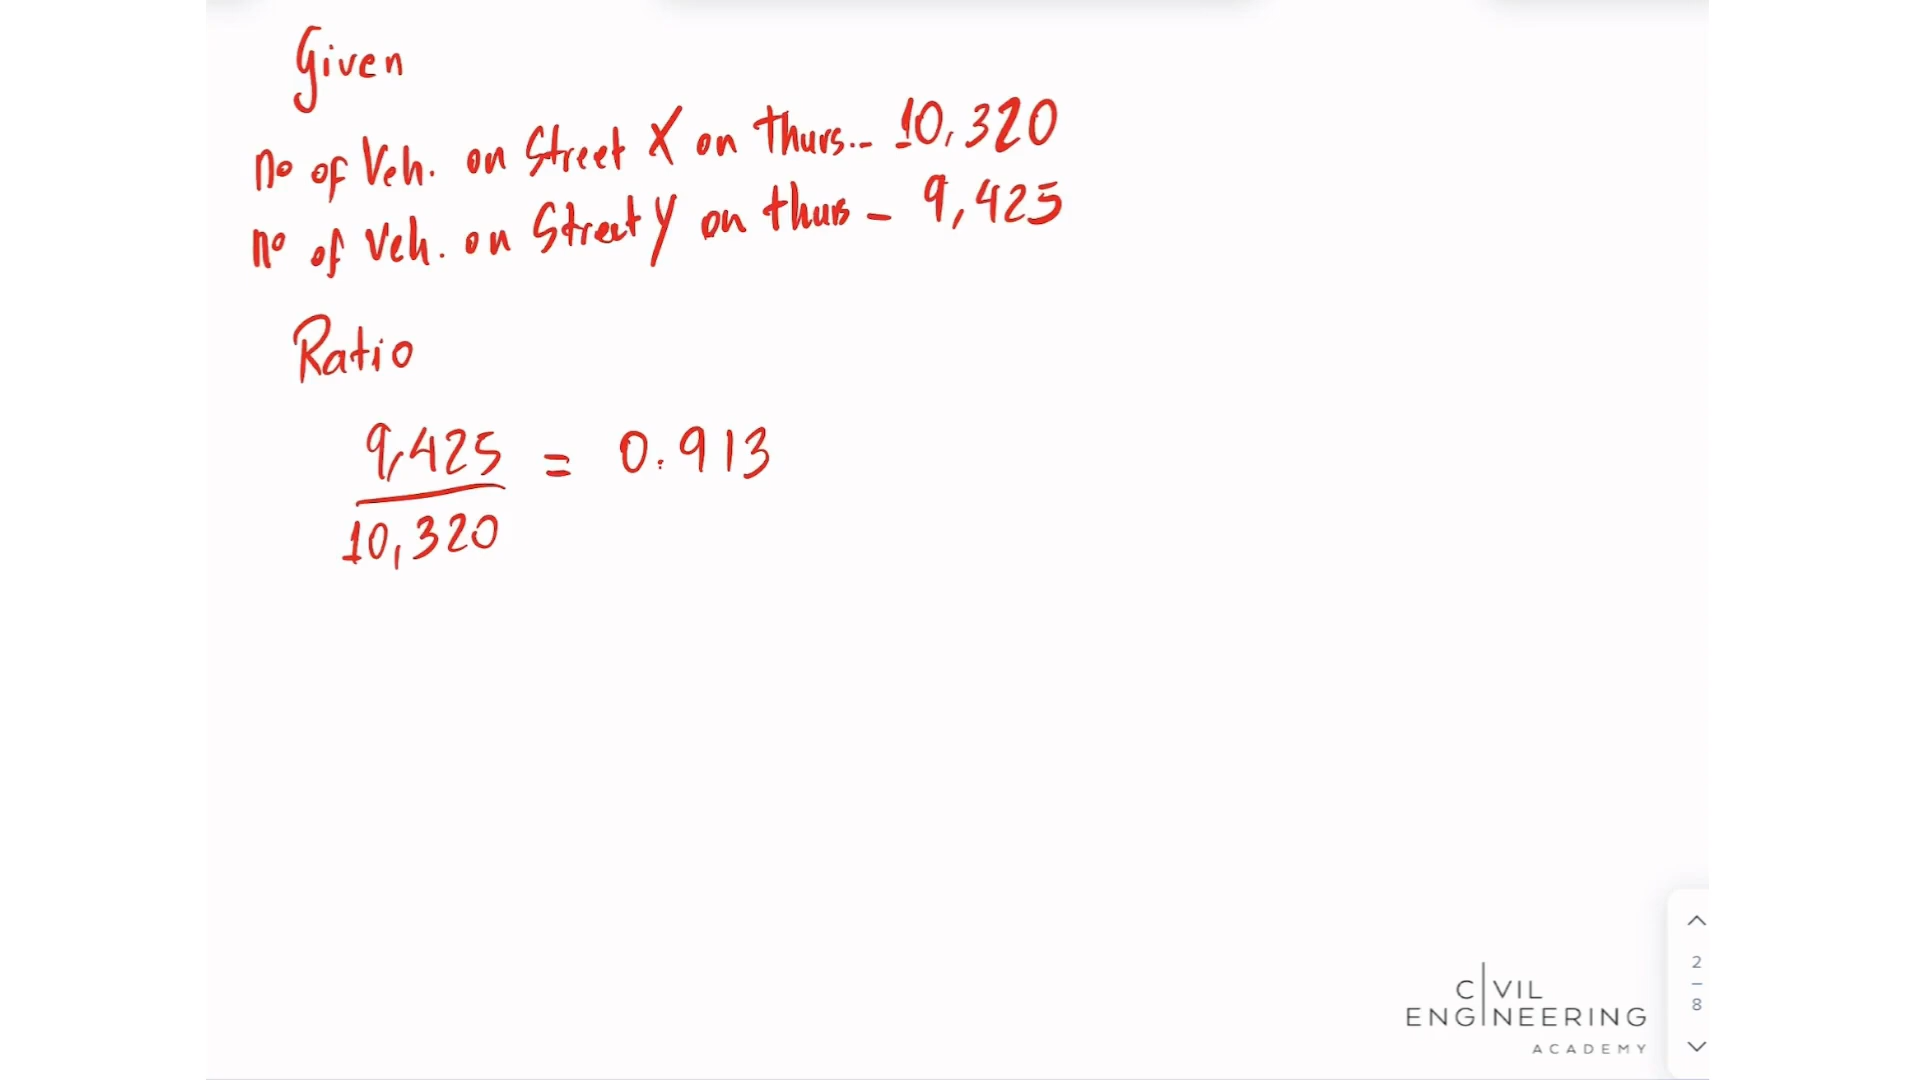 Given
no of Veh. on Street X on thurs.- 10,320
no of Veh. on Street Y on thurs - 9,425
Ratio
9,425 = 0.913
10,320
2
8
CIVIL
ENGINEERING
ACADEMY